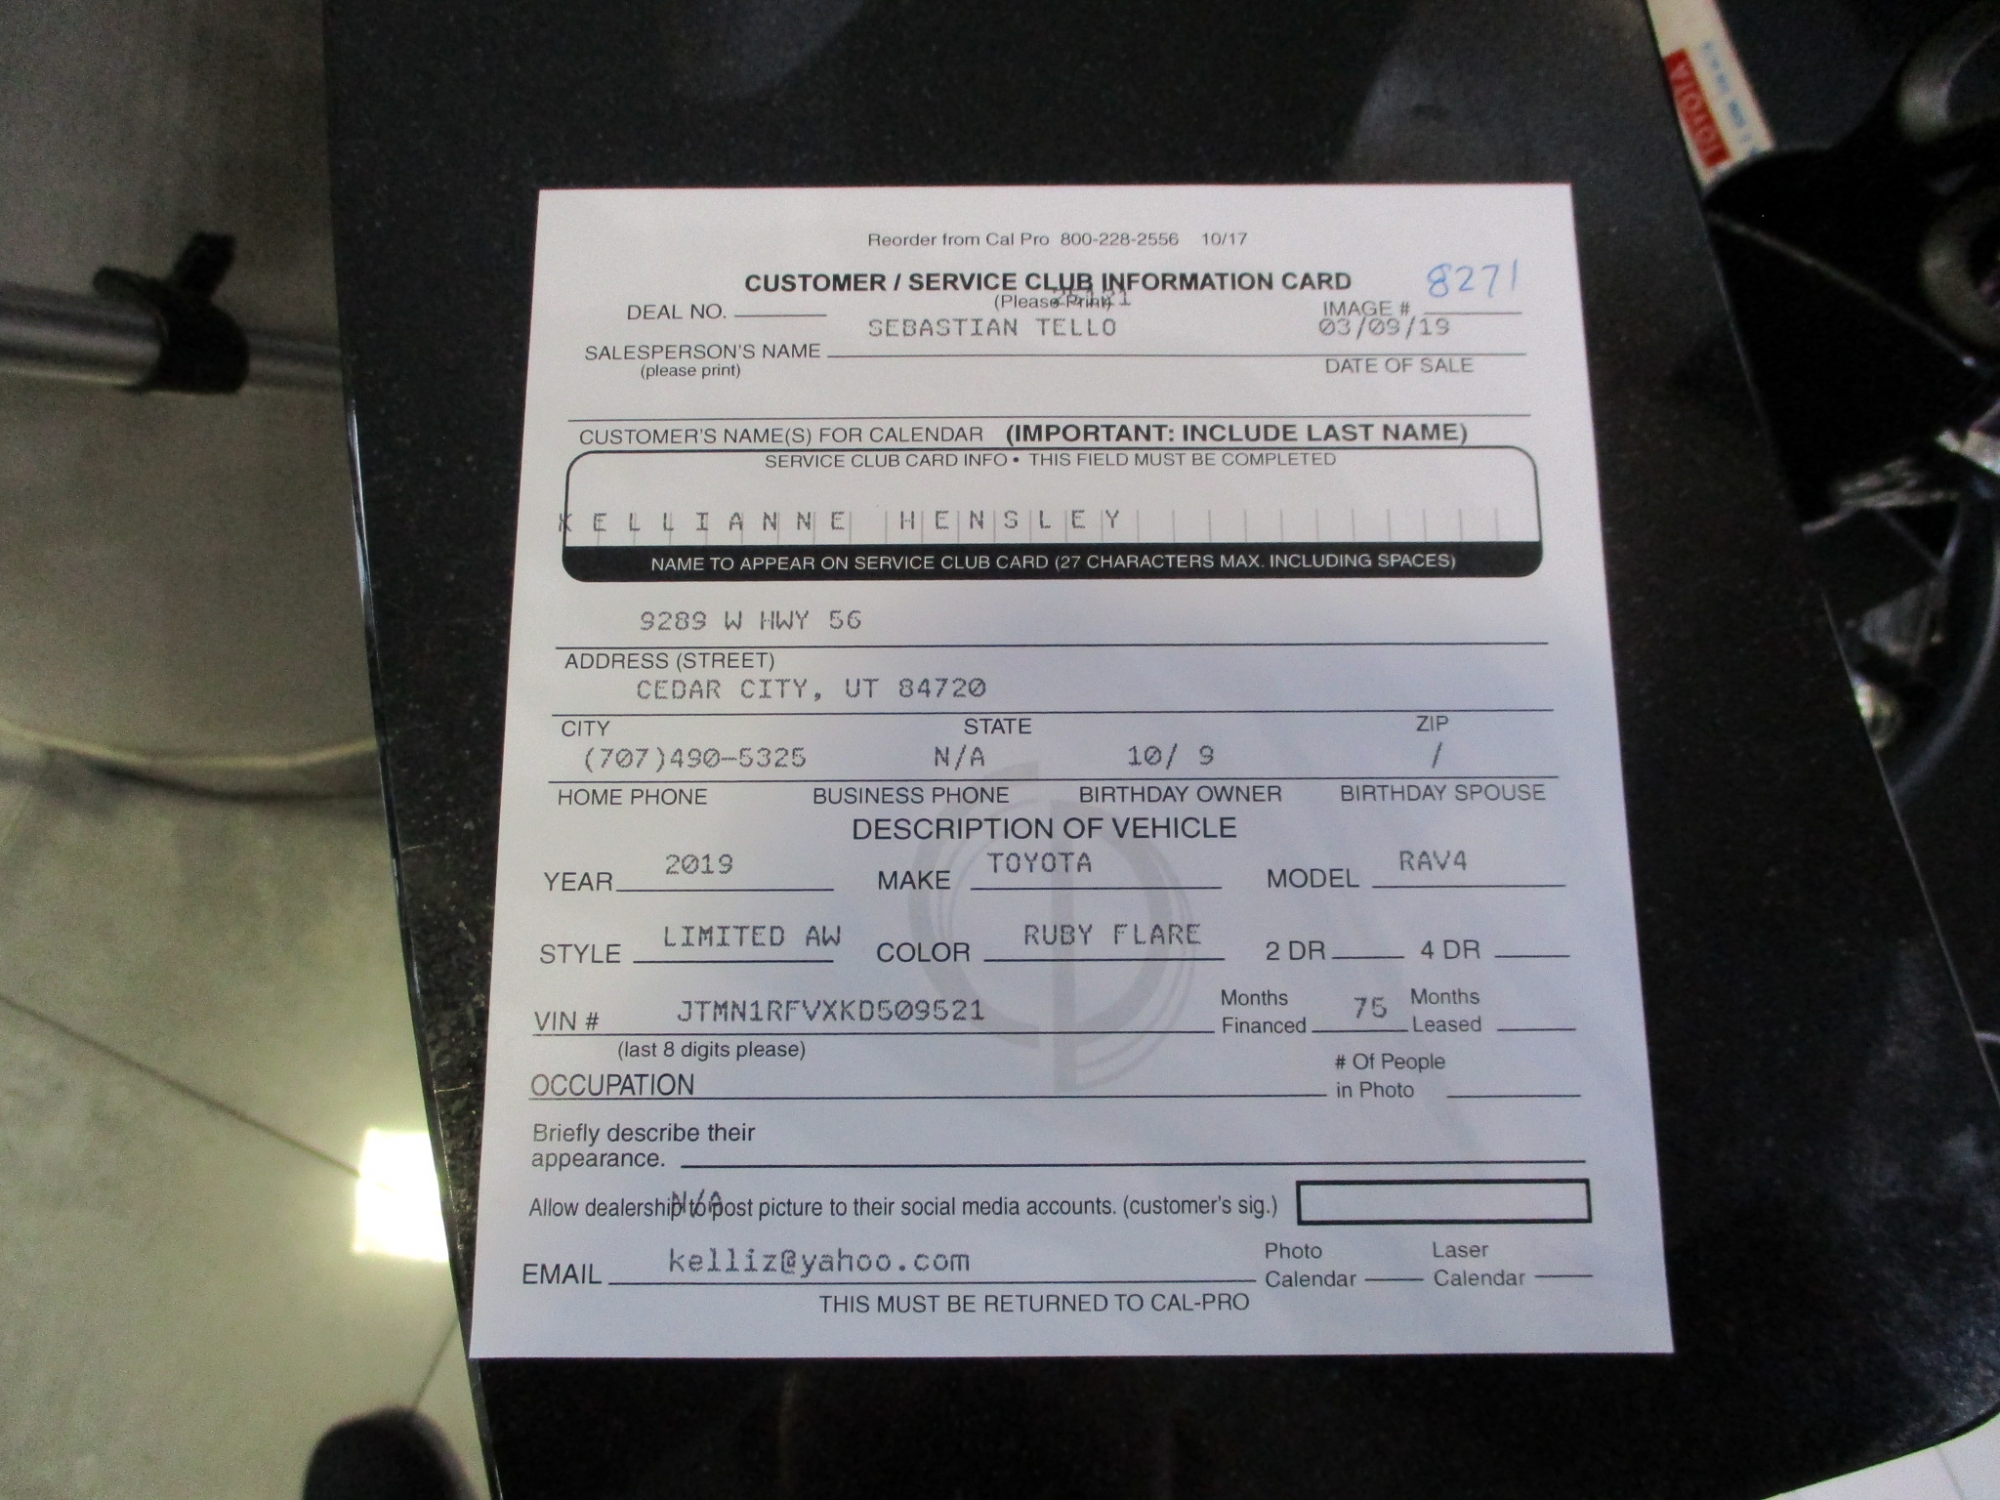 Reorder from Cal Pro 800-228-2556 10/17
CUSTOMER / SERVICE CLUB INFORMATION CARD 8271
(Please Print)
DEAL NO. IMAGE #
SEBASTIAN TELLO 03/09/19
SALESPERSON'S NAME
(please print) DATE OF SALE
CUSTOMER'S NAME(S) FOR CALENDAR (IMPORTANT: INCLUDE LAST NAME)
SERVICE CLUB CARD INFO • THIS FIELD MUST BE COMPLETED
KELLIANNE HENSLEY
NAME TO APPEAR ON SERVICE CLUB CARD (27 CHARACTERS MAX. INCLUDING SPACES)
9289 W HWY 56
ADDRESS (STREET)
CEDAR CITY, UT 84720
CITY STATE ZIP
(707)490-5325 N/A 10/ 9 /
HOME PHONE BUSINESS PHONE BIRTHDAY OWNER BIRTHDAY SPOUSE
DESCRIPTION OF VEHICLE
YEAR 2019 MAKE TOYOTA MODEL RAV4
STYLE LIMITED AW COLOR RUBY FLARE 2 DR 4 DR
VIN # JTMN1RFVXKD509521 Months Financed 75 Months Leased
(last 8 digits please)
OCCUPATION # Of People in Photo
Briefly describe their
appearance.
N/A
Allow dealership to post picture to their social media accounts. (customer's sig.)
EMAIL kelliz@yahoo.com Photo Calendar Laser Calendar
THIS MUST BE RETURNED TO CAL-PRO
TOYOTA